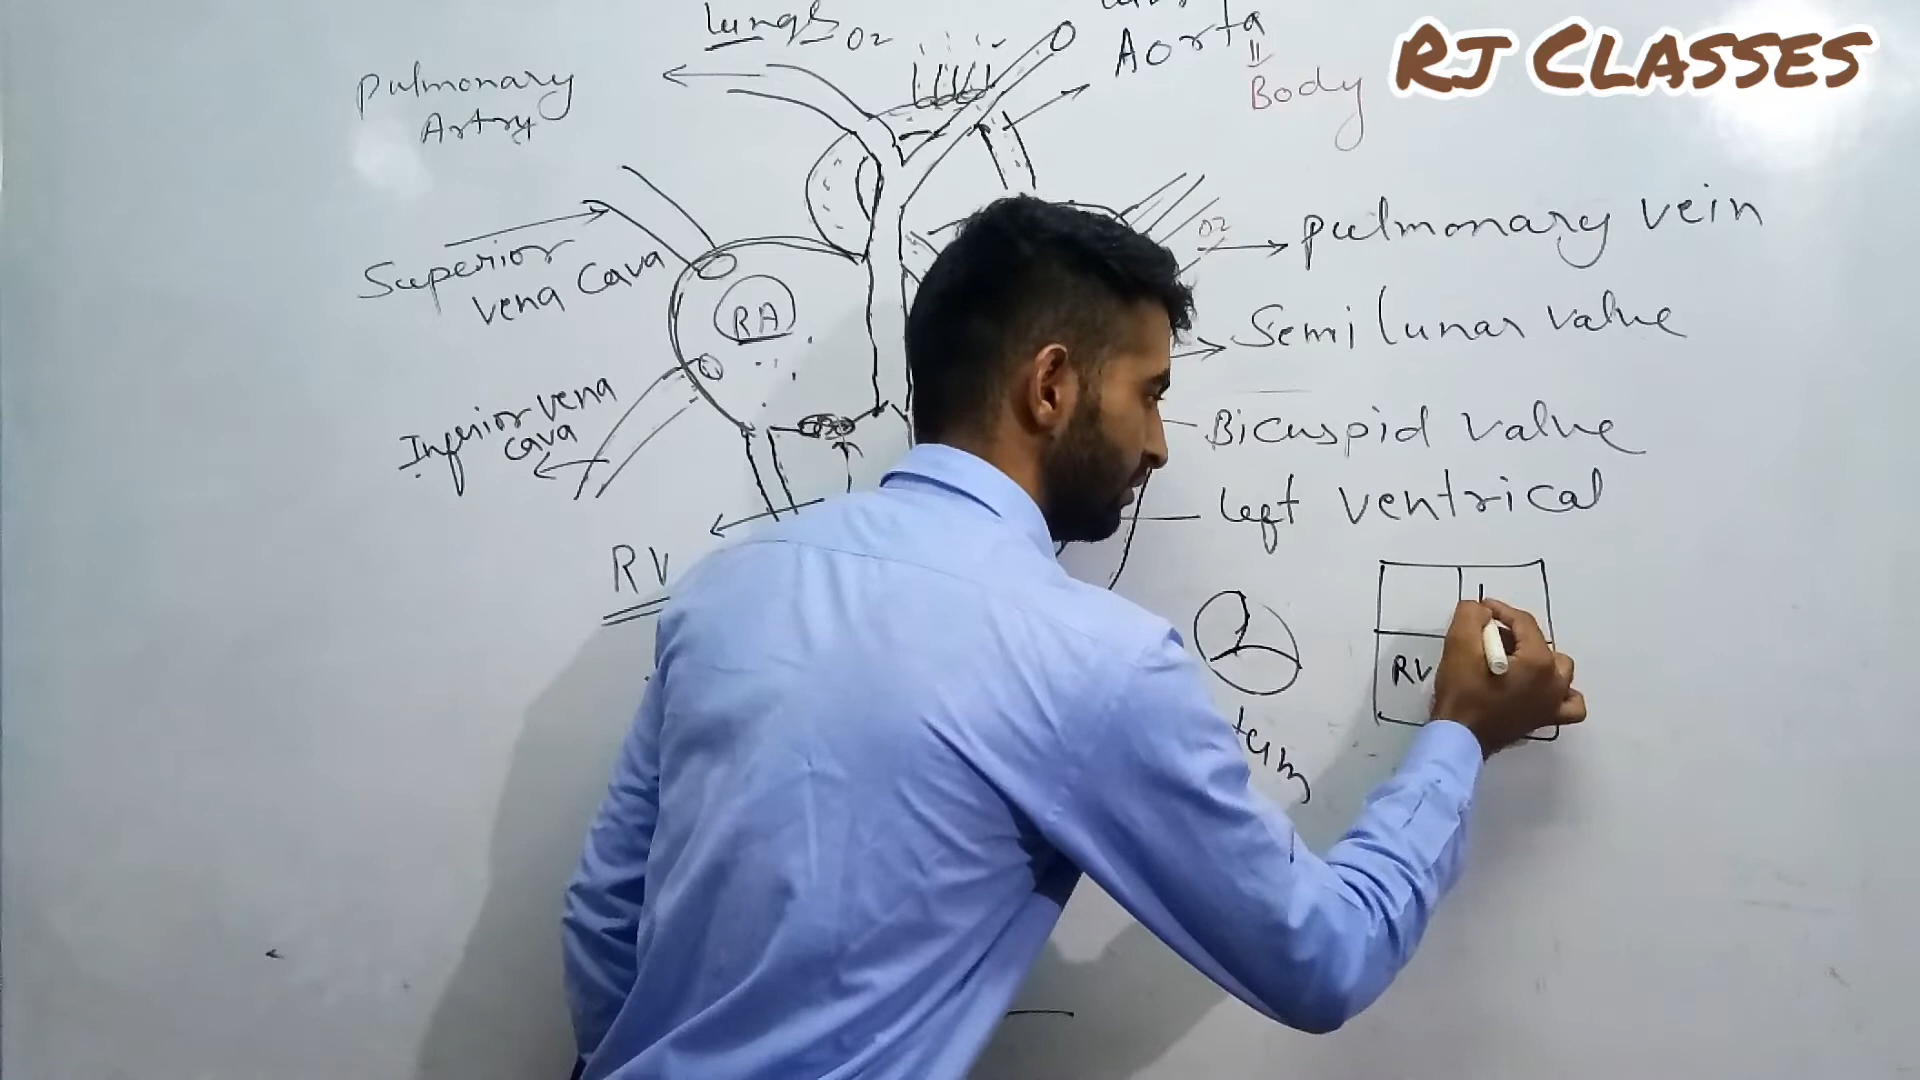 Lungs O2
Aorta
=
Body
RJ CLASSES
Pulmonary
Artry
Superior
Vena Cava
RA
O2
Pulmonary vein
Semi lunar valve
Inferior vena
cava
Bicuspid valve
Left ventrical
RV
RV
L